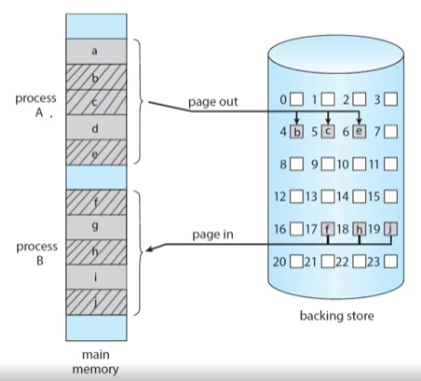 a
b
process
A .
c
page out
d
e
0 1 2 3
4 b 5 c 6 e 7
8 9 10 11
f
12 13 14 15
g
page in
16 17 f 18 h 19 j
process
B
h
i
20 21 22 23
j
backing store
main
memory